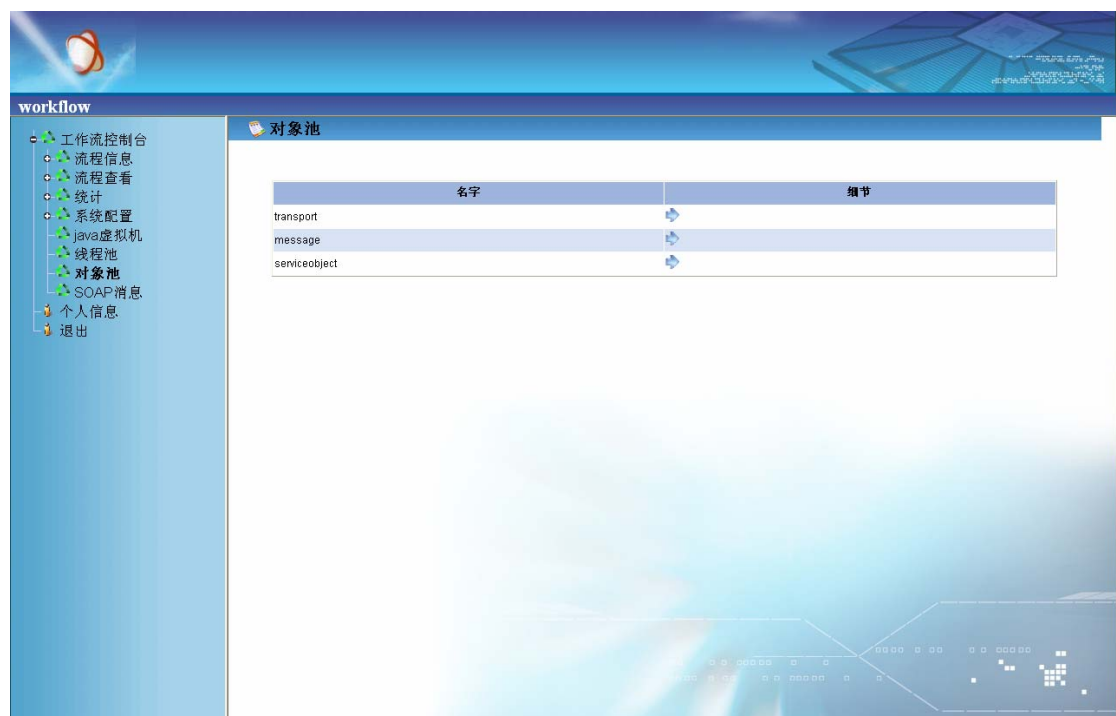 workflow
工作流控制台
流程信息
流程查看
统计
系统配置
java虚拟机
线程池
对象池
SOAP消息
个人信息
退出
对象池
名字 细节
transport
message
serviceobject